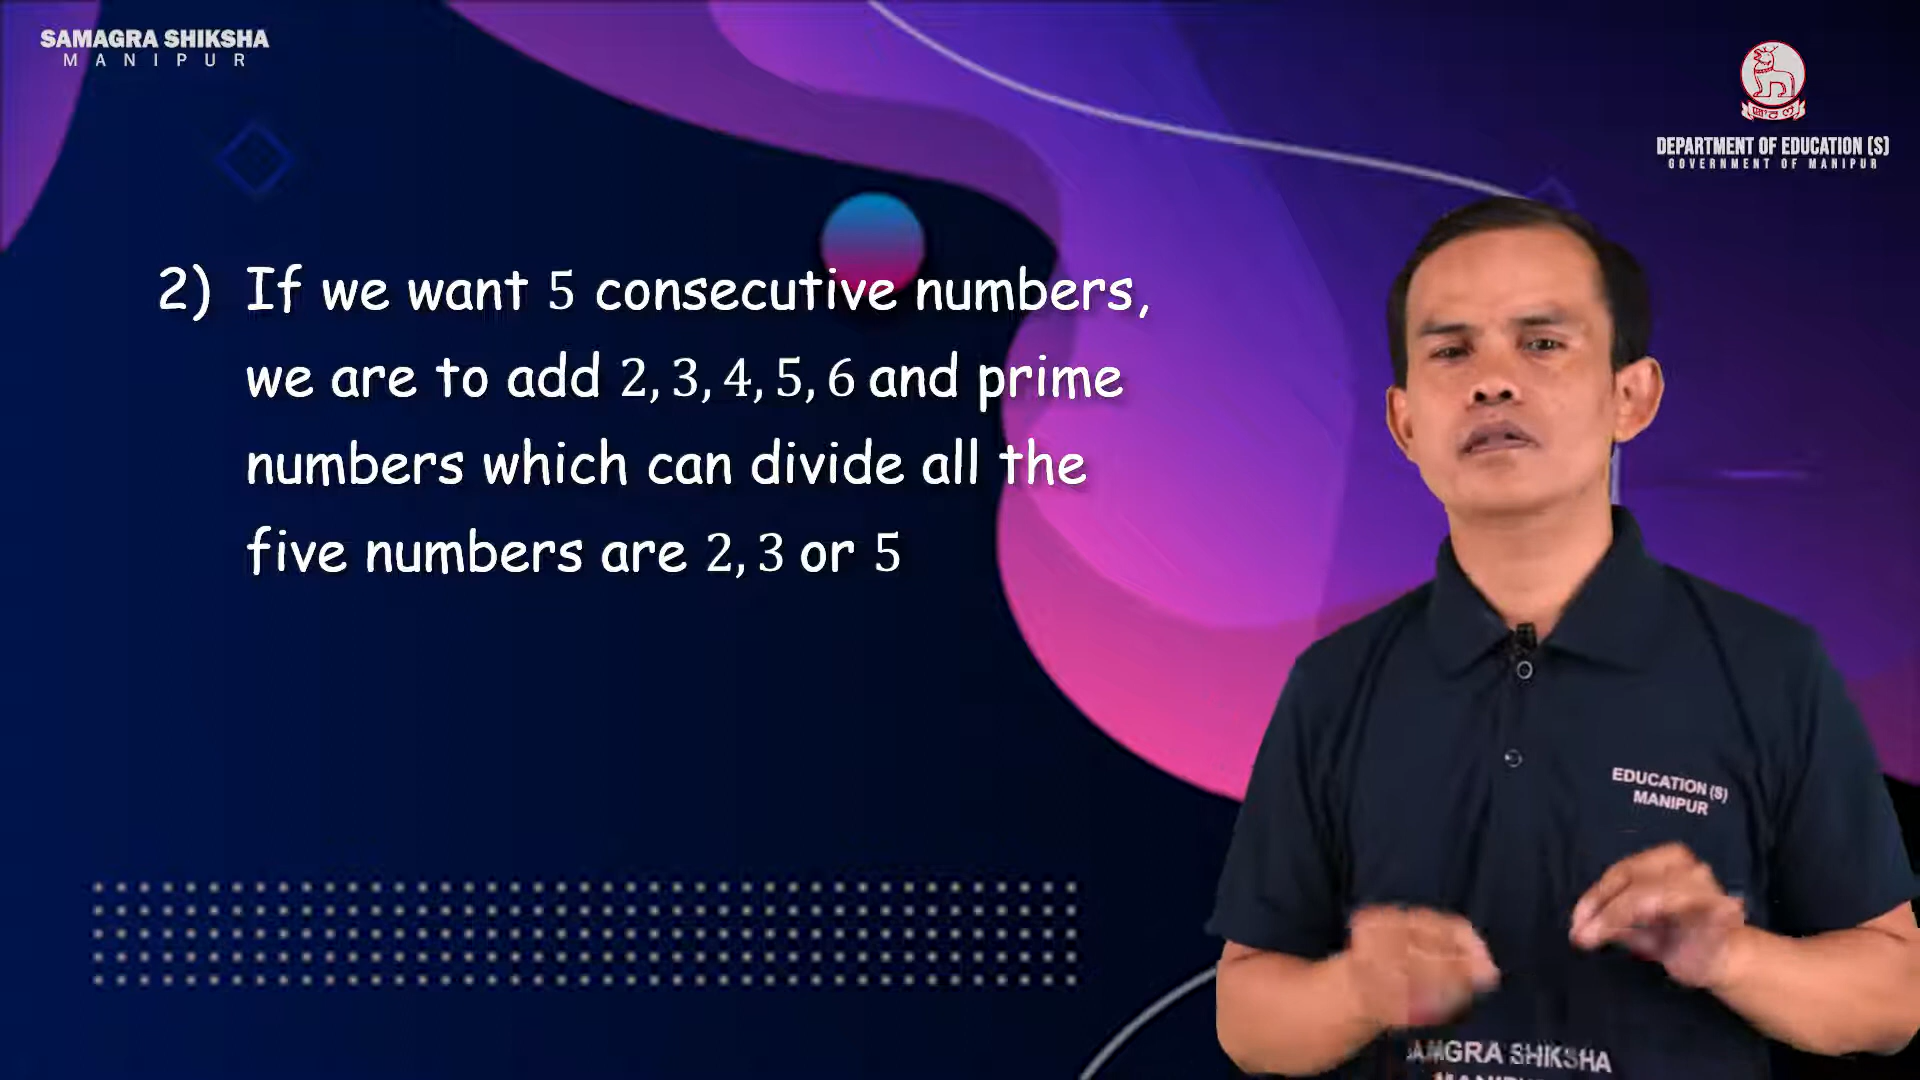 SAMAGRA SHIKSHA
MANIPUR
DEPARTMENT OF EDUCATION (S)
GOVERNMENT OF MANIPUR
2) If we want 5 consecutive numbers,
we are to add 2, 3, 4, 5, 6 and prime
numbers which can divide all the
five numbers are 2, 3 or 5
EDUCATION (S)
MANIPUR
SAMGRA SHIKSHA